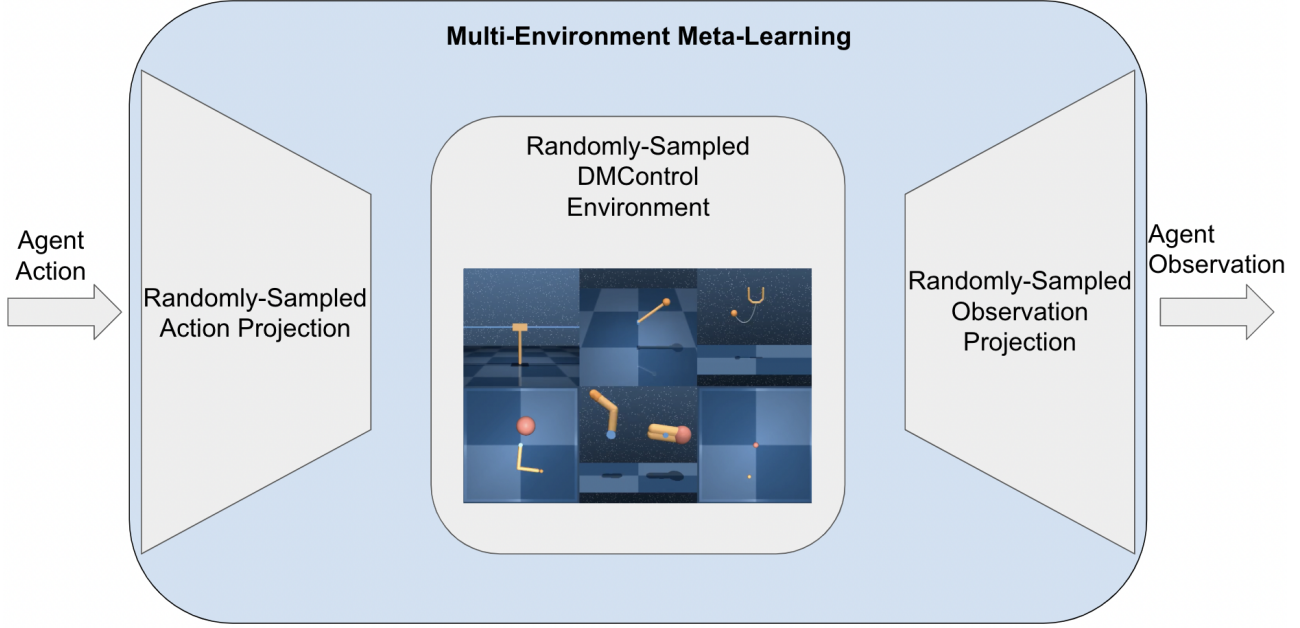 Multi-Environment Meta-Learning
Agent
Action
Randomly-Sampled
Action Projection
Randomly-Sampled
DMControl
Environment
Randomly-Sampled
Observation
Projection
Agent
Observation